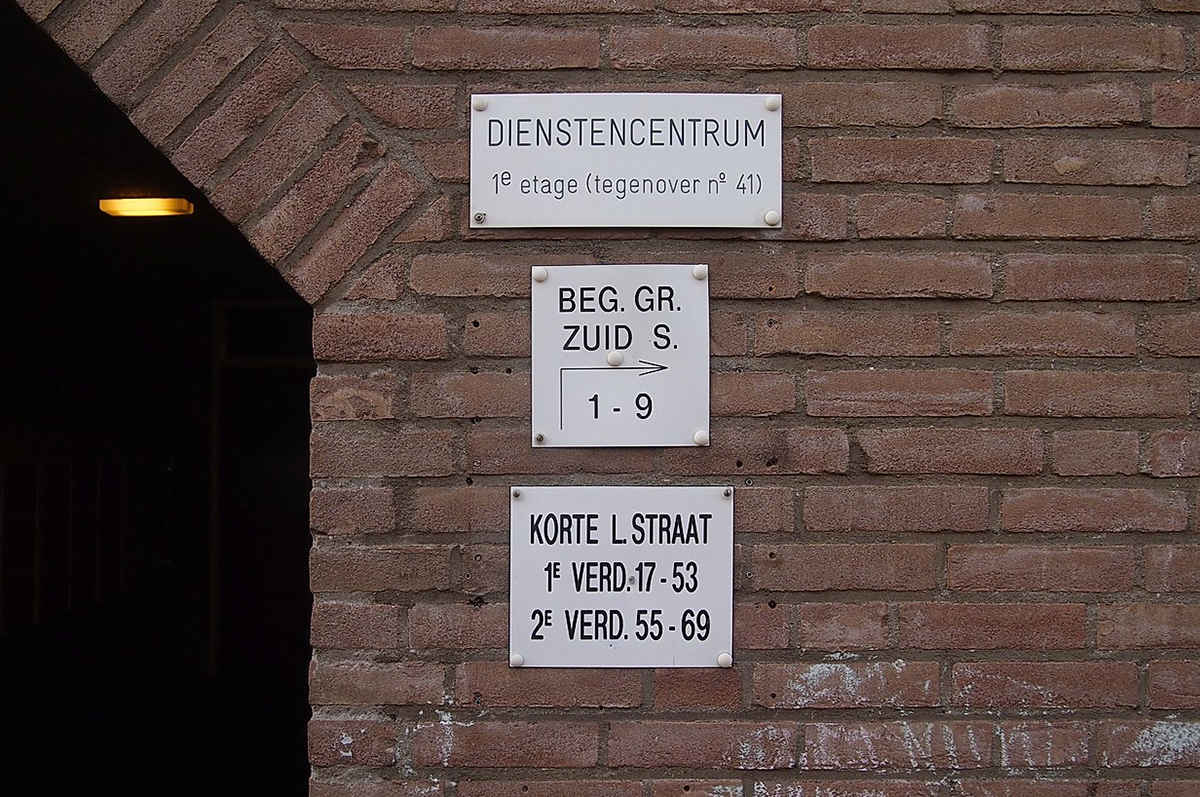 DIENSTENCENTRUM
1e etage (tegenover nº 41)
BEG. GR.
ZUID S.
1 - 9
KORTE L. STRAAT
1E VERD. 17 - 53
2E VERD. 55 - 69